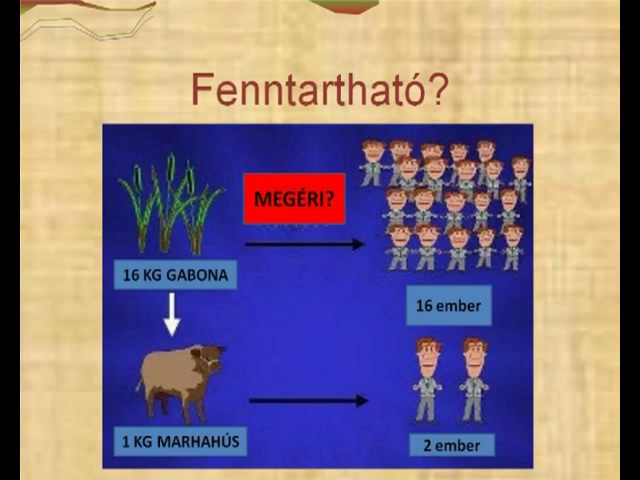 Fenntartható?
MEGÉRI?
16 KG GABONA
16 ember
1 KG MARHAHÚS
2 ember